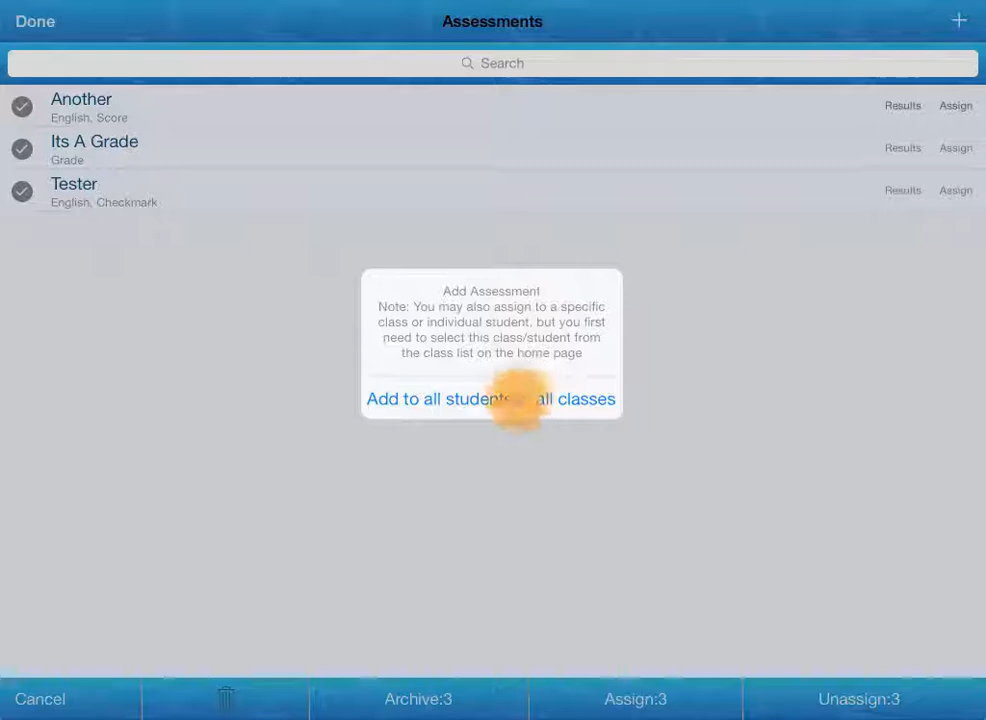 Done
Assessments
+
Search
Another
English, Score
Results
Assign
Its A Grade
Grade
Results
Assign
Tester
English, Checkmark
Results
Assign
Add Assessment
Note: You may also assign to a specific
class or individual student, but you first
need to select this class/student from
the class list on the home page
Add to all students all classes
Cancel
Archive:3
Assign:3
Unassign:3